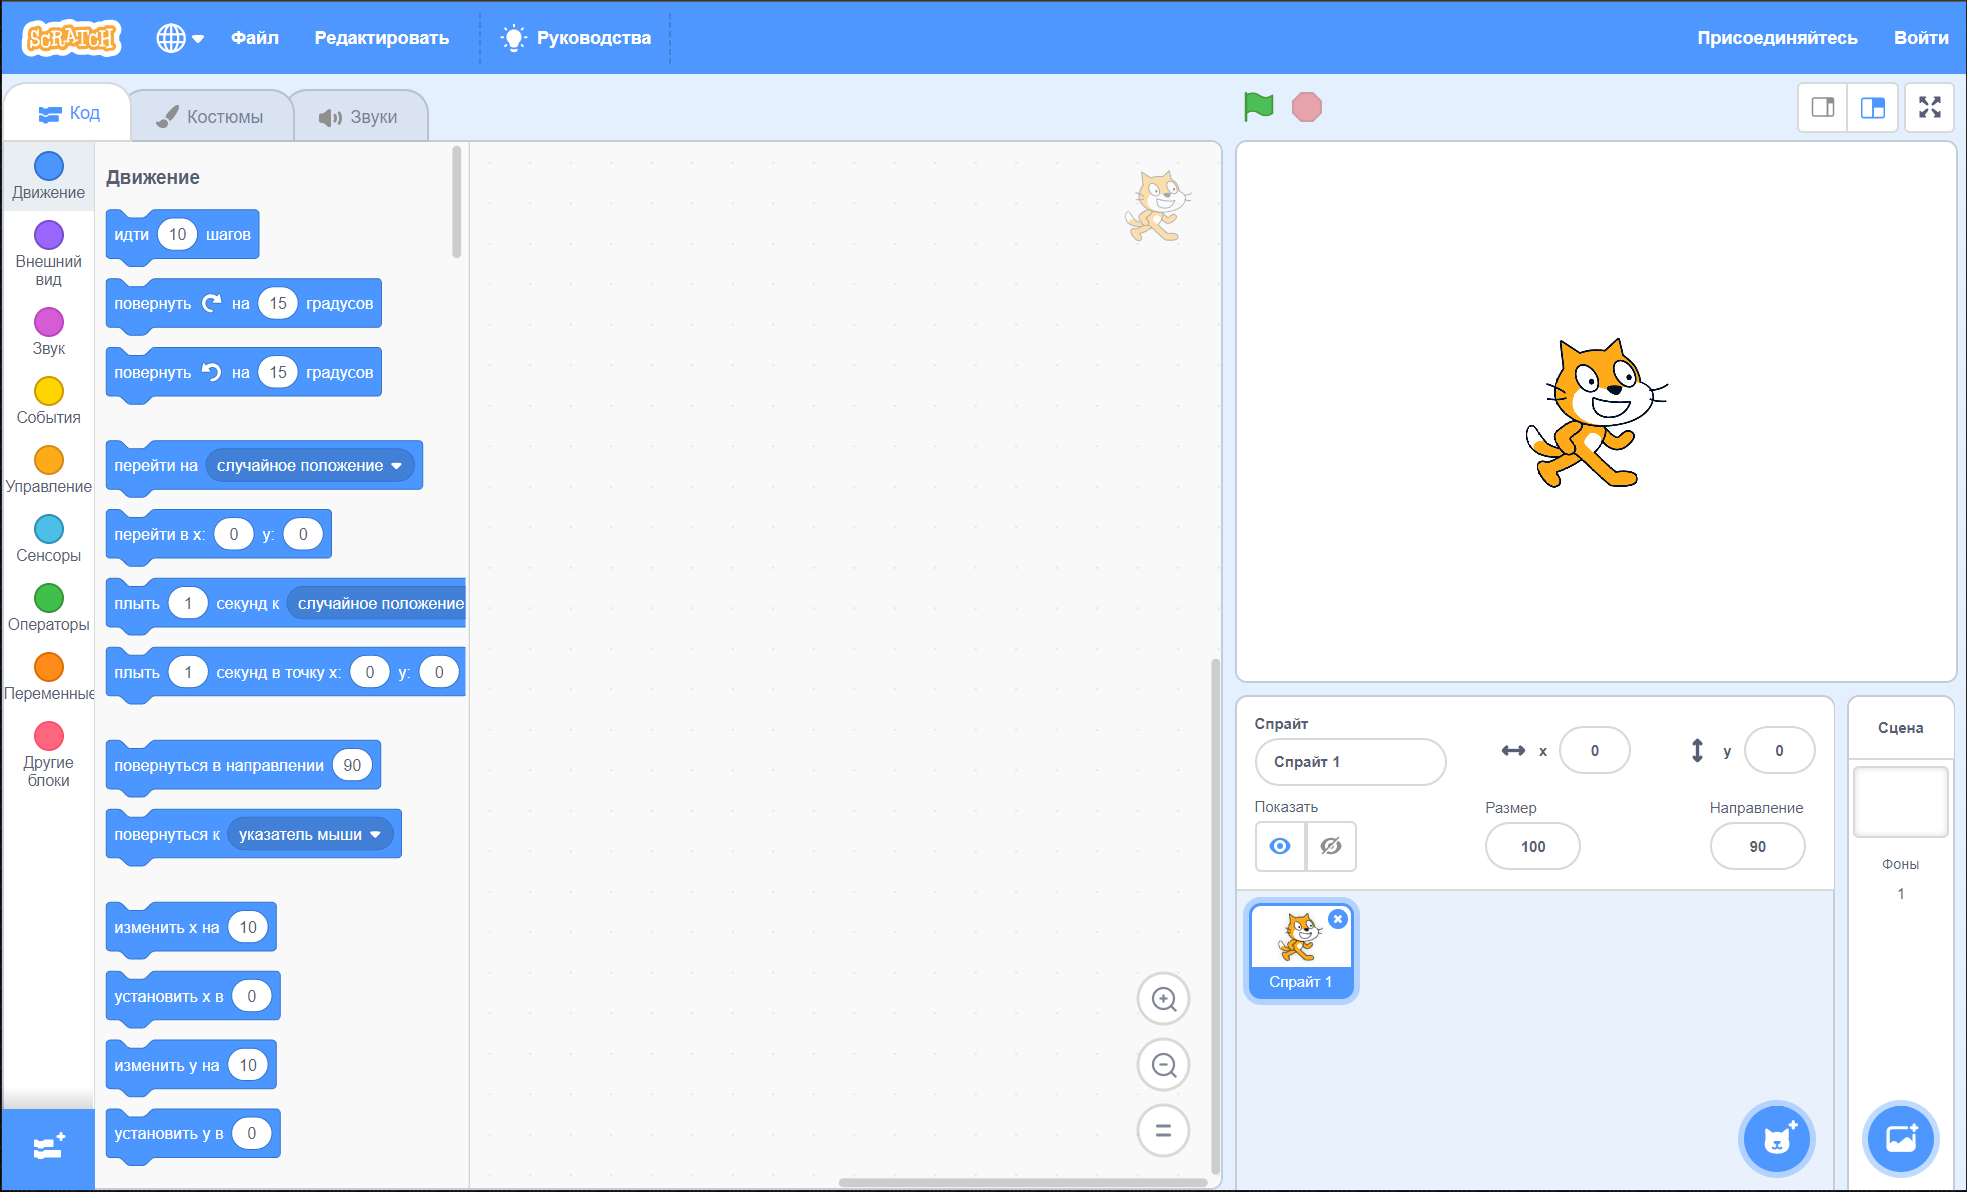 SCRATCH
Файл
Редактировать
Руководства
Присоединяйтесь
Войти
Код
Костюмы
Звуки
Движение
Внешний
вид
Звук
События
Управление
Сенсоры
Операторы
Переменные
Другие
блоки
Движение
идти 10 шагов
повернуть на 15 градусов
повернуть на 15 градусов
перейти на случайное положение
перейти в x: 0 y: 0
плыть 1 секунд к случайное положение
плыть 1 секунд в точку x: 0 y: 0
повернуться в направлении 90
повернуться к указатель мыши
изменить x на 10
установить x в 0
изменить y на 10
установить y в 0
Спрайт
Спрайт 1
x 0
y 0
Показать
Размер
100
Направление
90
Спрайт 1
Сцена
Фоны
1